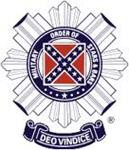 MILITARY ORDER OF STARS & BARS
DEO VINDICE
®